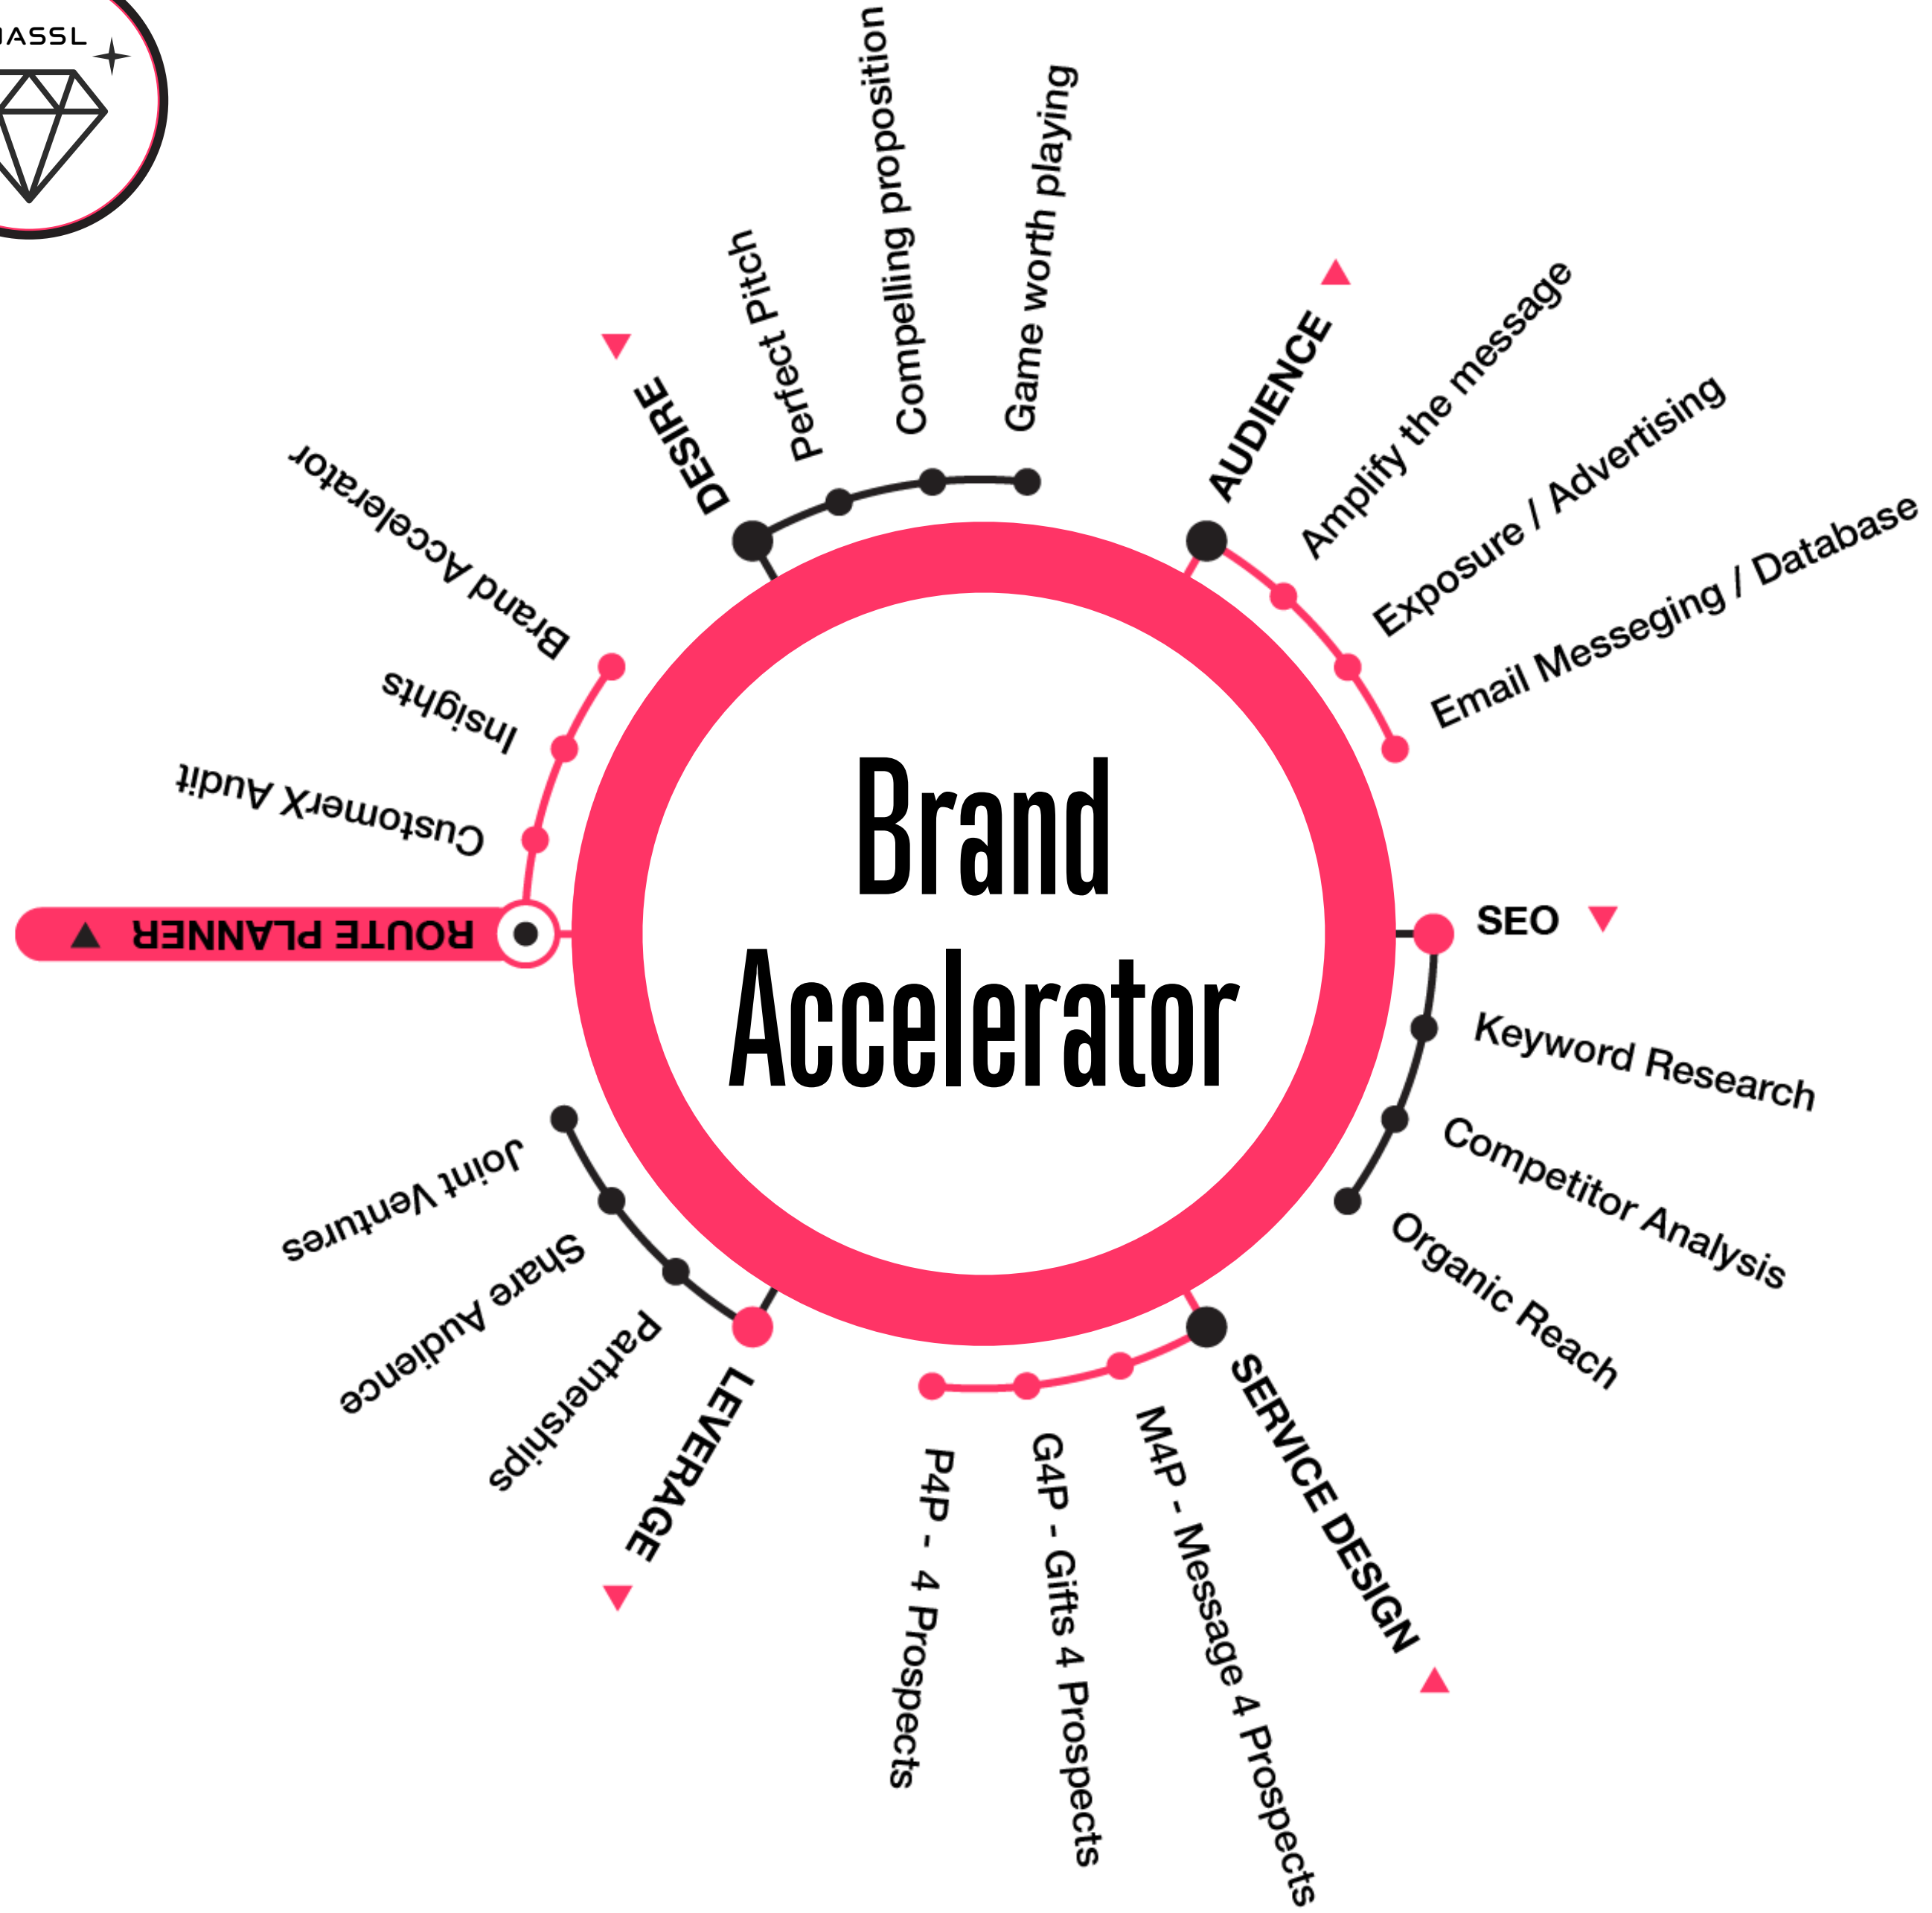 ASSL
Brand
Accelerator
ROUTE PLANNER
CustomerX Audit
Insights
Brand Accelerator
DESIRE
Perfect Pitch
Compelling proposition
Game worth playing
AUDIENCE
Amplify the message
Exposure / Advertising
Email Messeging / Database
SEO
Keyword Research
Competitor Analysis
Organic Reach
SERVICE DESIGN
M4P - Message 4 Prospects
G4P - Gifts 4 Prospects
P4P - 4 Prospects
LEVERAGE
Partnerships
Share Audience
Joint Ventures